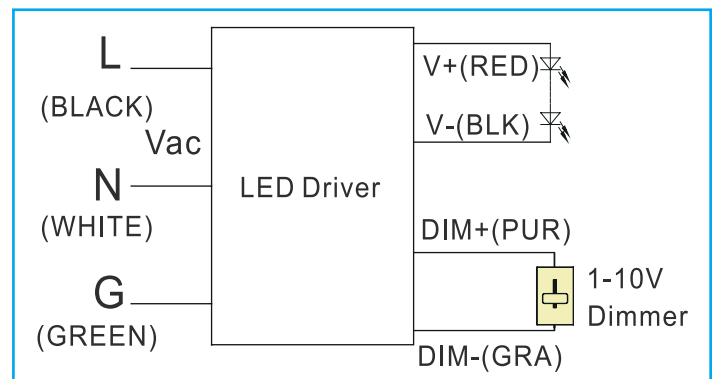 L
(BLACK)
Vac
N
(WHITE)
G
(GREEN)
LED Driver
V+(RED)
V-(BLK)
DIM+(PUR)
1-10V
Dimmer
DIM-(GRA)